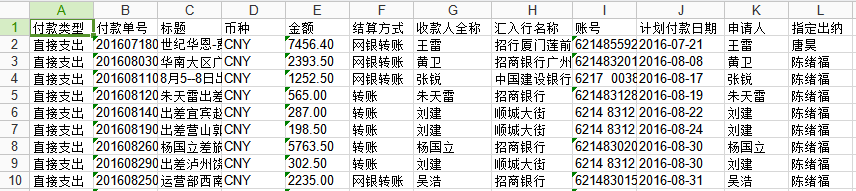 A B C D E F G H I J K L
1 付款类型 付款单号 标题 币种 金额 结算方式 收款人全称 汇入行名称 账号 计划付款日期 申请人 指定出纳
2 直接支出 201607180 世纪华恩- CNY 7456.40 网银转账 王雷 招行厦门莲前 621485592 2016-07-21 王雷 唐昊
3 直接支出 201608030 华南大区广 CNY 2393.50 网银转账 黄卫 招商银行广州 621483201 2016-08-08 黄卫 陈绪福
4 直接支出 201608110 8月5--8日出 CNY 1252.50 网银转账 张锐 中国建设银行 6217 0038 2016-08-17 张锐 陈绪福
5 直接支出 201608120 朱天雷出差 CNY 565.00 转账 朱天雷 招商银行 621483128 2016-08-19 朱天雷 陈绪福
6 直接支出 201608140 出差宜宾赵 CNY 287.00 转账 刘建 顺城大街 6214 8312 2016-08-22 刘建 陈绪福
7 直接支出 201608190 出差营山郭 CNY 198.50 转账 刘建 顺城大街 6214 8312 2016-08-24 刘建 陈绪福
8 直接支出 201608260 杨国立差旅 CNY 5763.50 转账 杨国立 招商银行 621483020 2016-08-30 杨国立 陈绪福
9 直接支出 201608290 出差泸州饶 CNY 302.50 转账 刘建 顺城大街 6214 8312 2016-08-30 刘建 陈绪福
10 直接支出 201608250 运营部西南 CNY 2235.00 网银转账 吴浩 招商银行 621483015 2016-08-31 吴浩 陈绪福